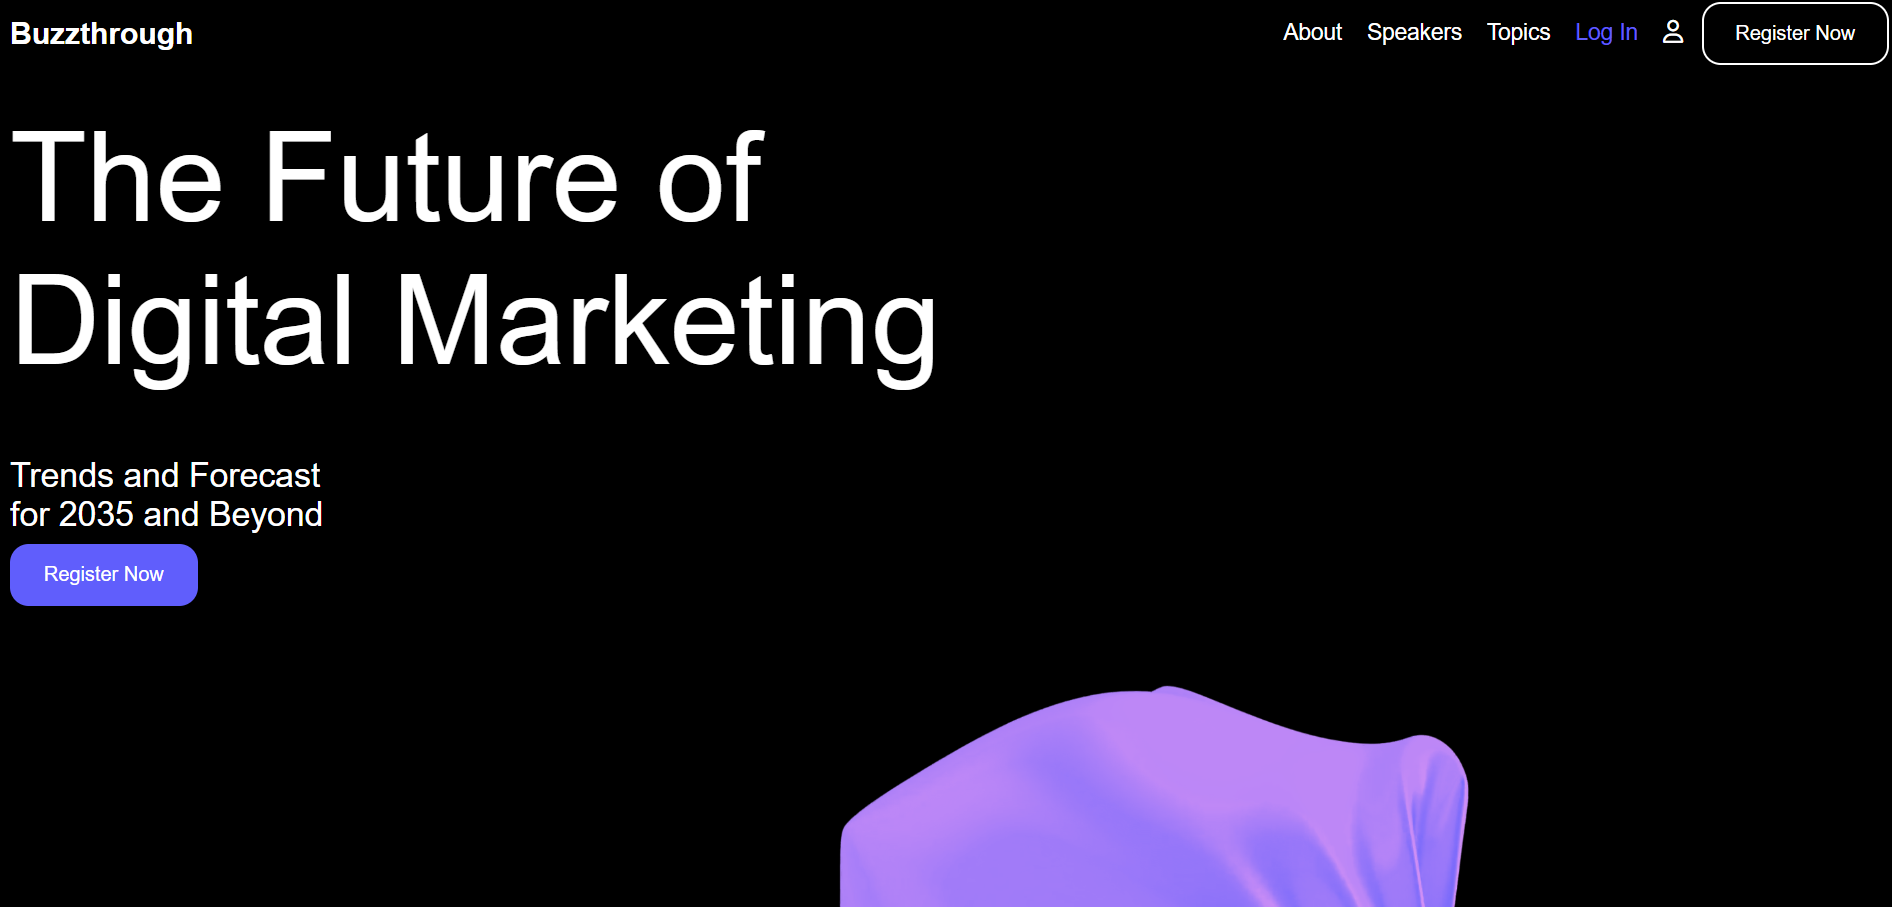 Buzzthrough
About Speakers Topics Log In Register Now
The Future of
Digital Marketing
Trends and Forecast
for 2035 and Beyond
Register Now